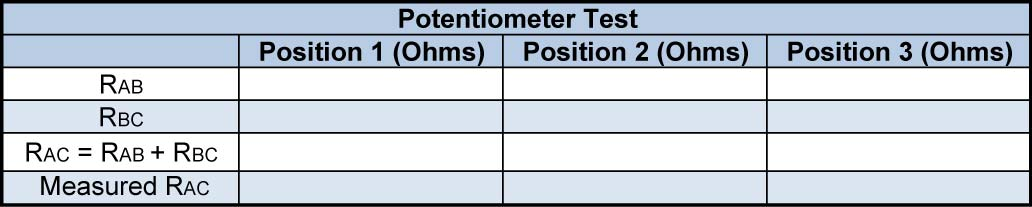 Potentiometer Test
Position 1 (Ohms) Position 2 (Ohms) Position 3 (Ohms)
RAB
RBC
RAC = RAB + RBC
Measured RAC